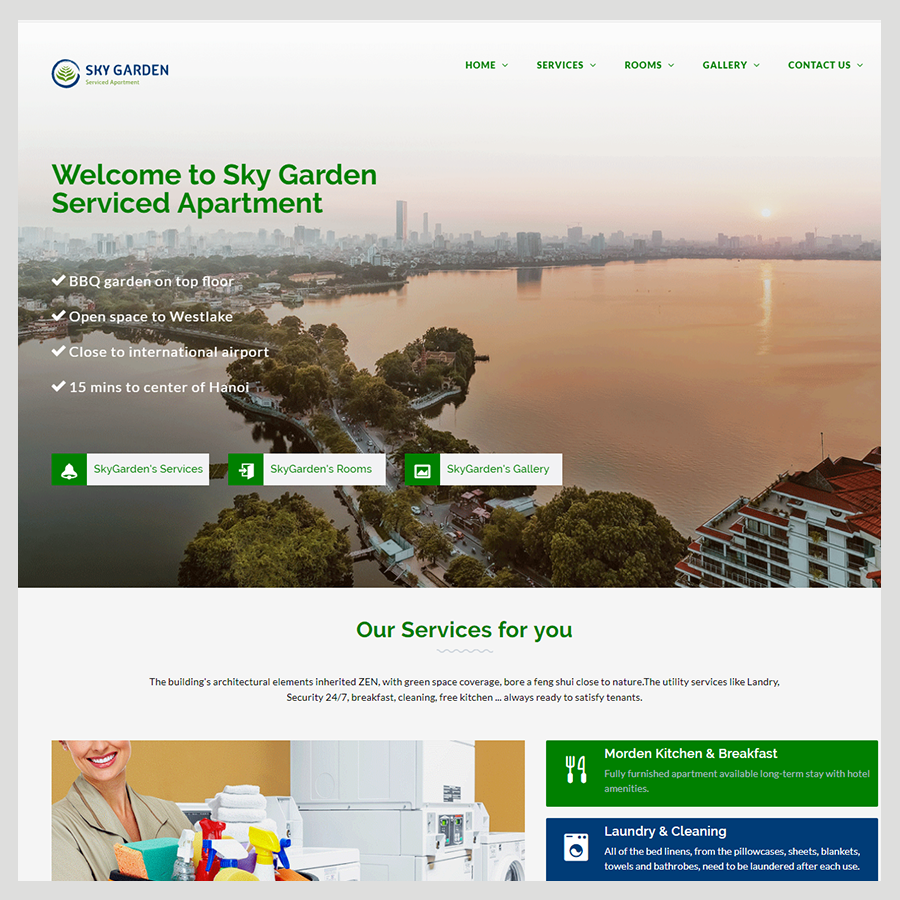 SKY GARDEN
Serviced Apartment
HOME SERVICES ROOMS GALLERY CONTACT US
Welcome to Sky Garden
Serviced Apartment
BBQ garden on top floor
Open space to Westlake
Close to international airport
15 mins to center of Hanoi
SkyGarden's Services SkyGarden's Rooms SkyGarden's Gallery
Our Services for you
The building's architectural elements inherited ZEN, with green space coverage, bore a feng shui close to nature.The utility services like Landry,
Security 24/7, breakfast, cleaning, free kitchen ... always ready to satisfy tenants.
Morden Kitchen & Breakfast
Fully furnished apartment available long-term stay with hotel
amenities.
Laundry & Cleaning
All of the bed linens, from the pillowcases, sheets, blankets,
towels and bathrobes, need to be laundered after each use.